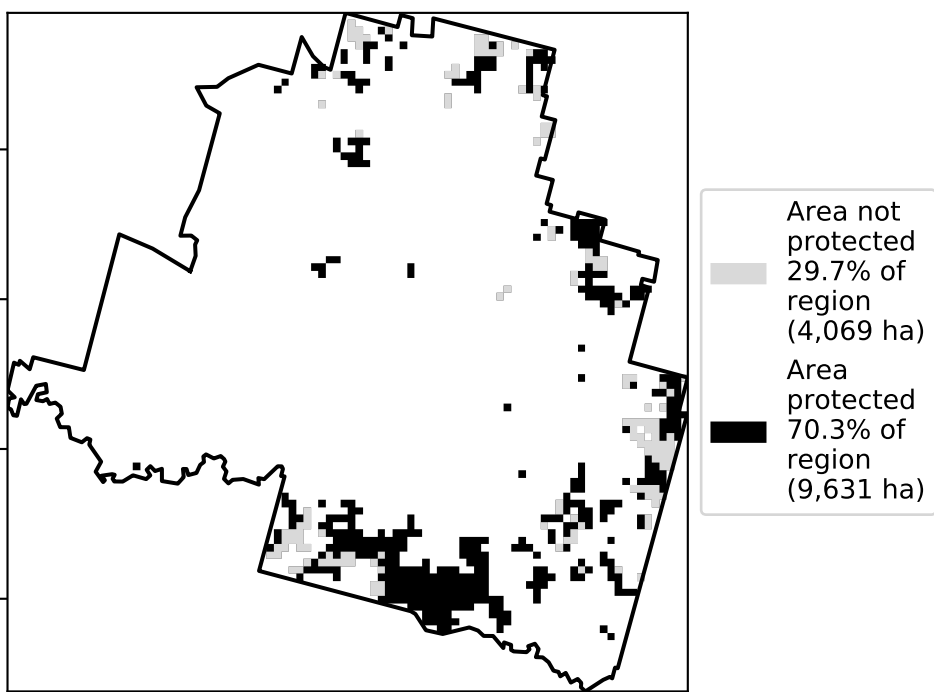 Area not
protected
29.7% of
region
(4,069 ha)
Area
protected
70.3% of
region
(9,631 ha)